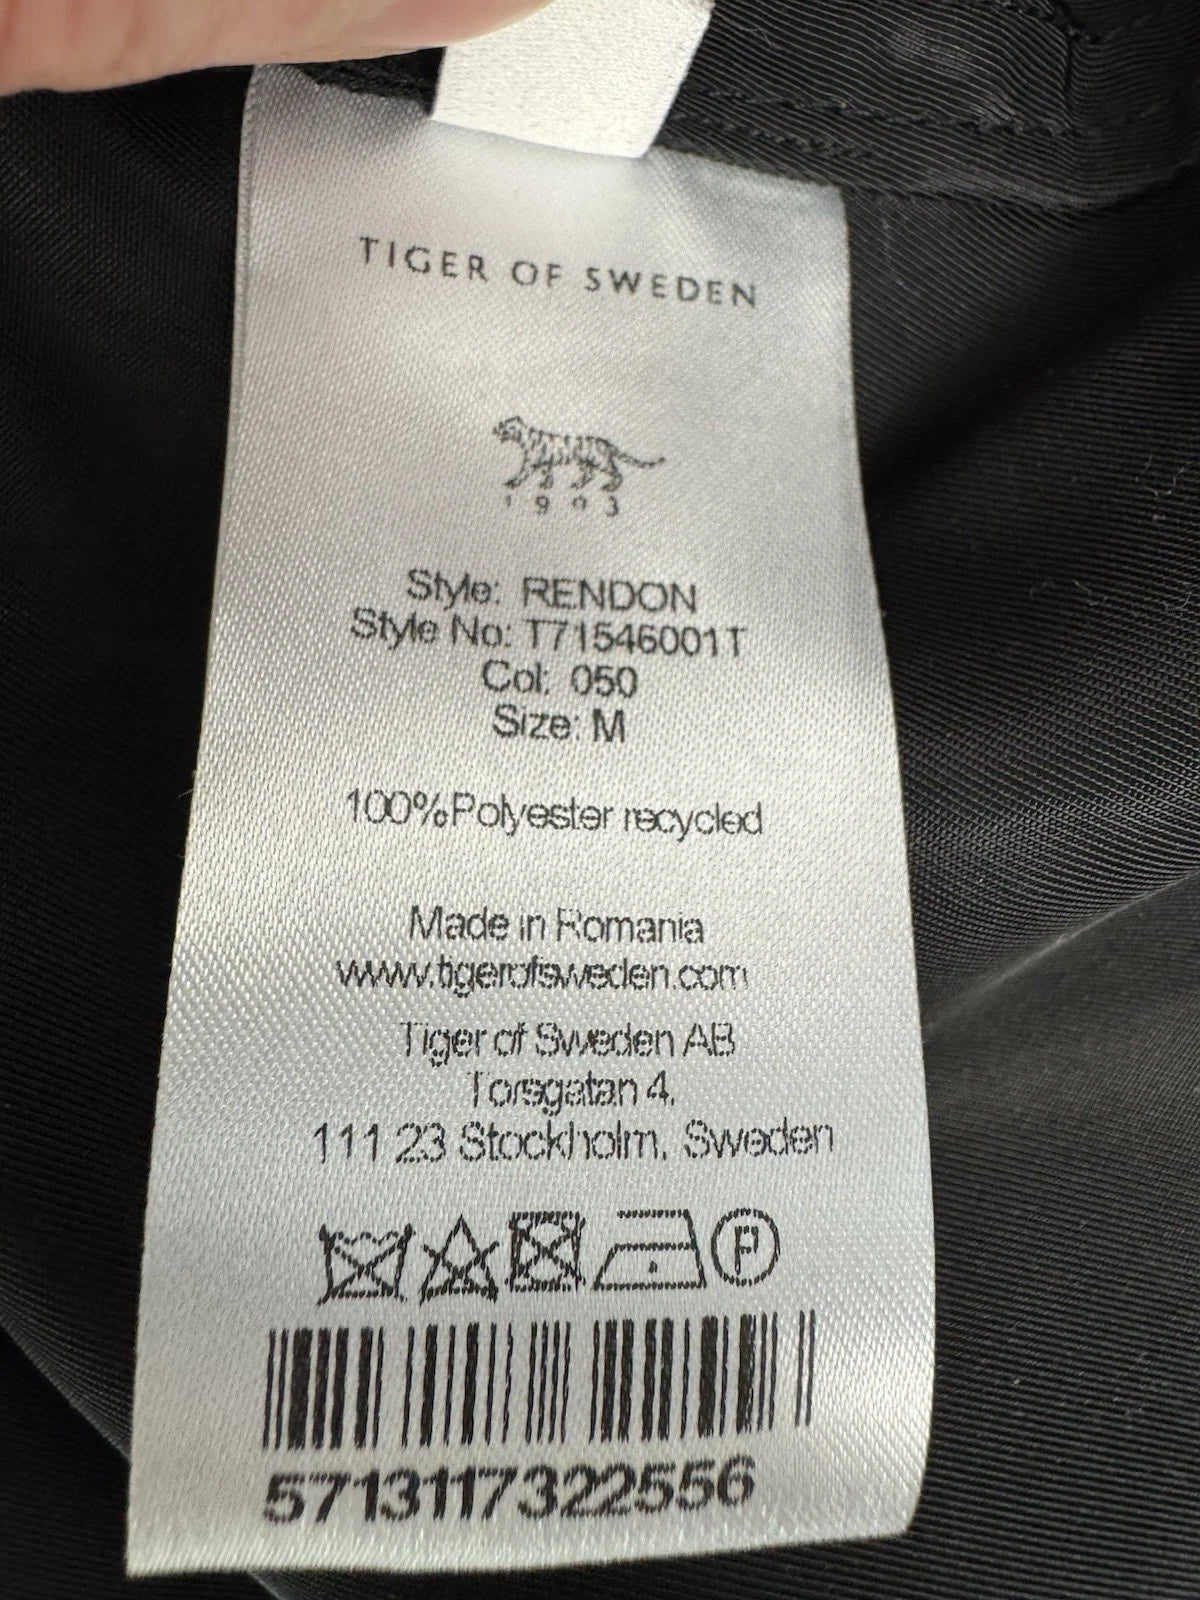 TIGER OF SWEDEN
1903
Style: RENDON
Style No: T71546001T
Col: 050
Size: M
100%Polyester recycled
Made in Romania
www.tigerofsweden.com
Tiger of Sweden AB
Torsgatan 4,
111 23 Stockholm, Sweden
P
5713117322556